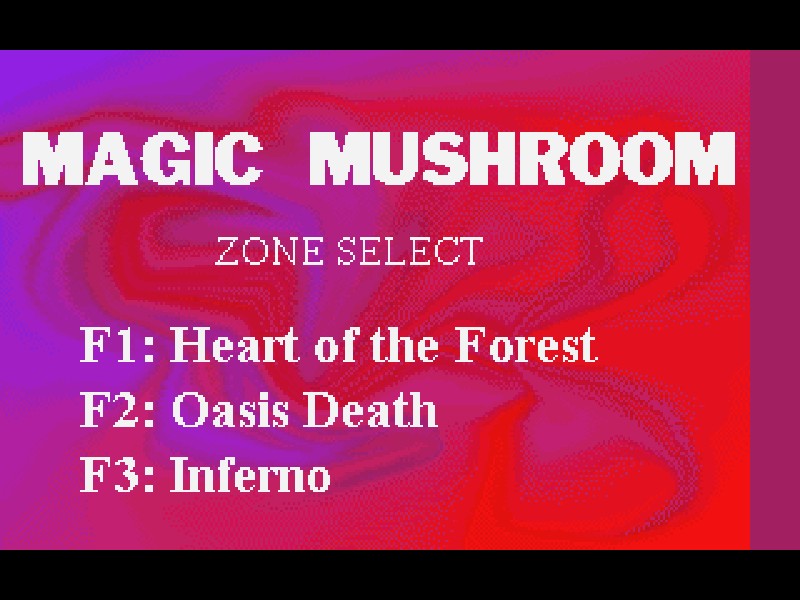 MAGIC MUSHROOM
ZONE SELECT
F1: Heart of the Forest
F2: Oasis Death
F3: Inferno